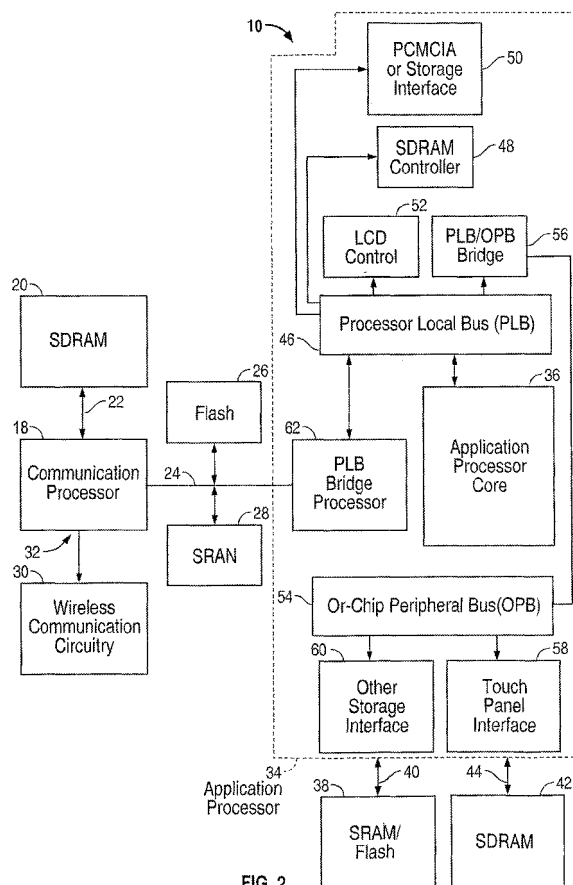 10
PCMCIA
or Storage
Interface
50
SDRAM
Controller
48
52
LCD
Control
PLB/OPB
Bridge
56
20
SDRAM
Processor Local Bus (PLB)
46
22
26
Flash
36
18
Communication
Processor
24
62
PLB
Bridge
Processor
Application
Processor
Core
28
SRAN
32
30
Wireless
Communication
Circuitry
54
Or-Chip Peripheral Bus(OPB)
60
Other
Storage
Interface
58
Touch
Panel
Interface
34
Application
Processor
40
44
38
SRAM/
Flash
42
SDRAM
FIG. 2